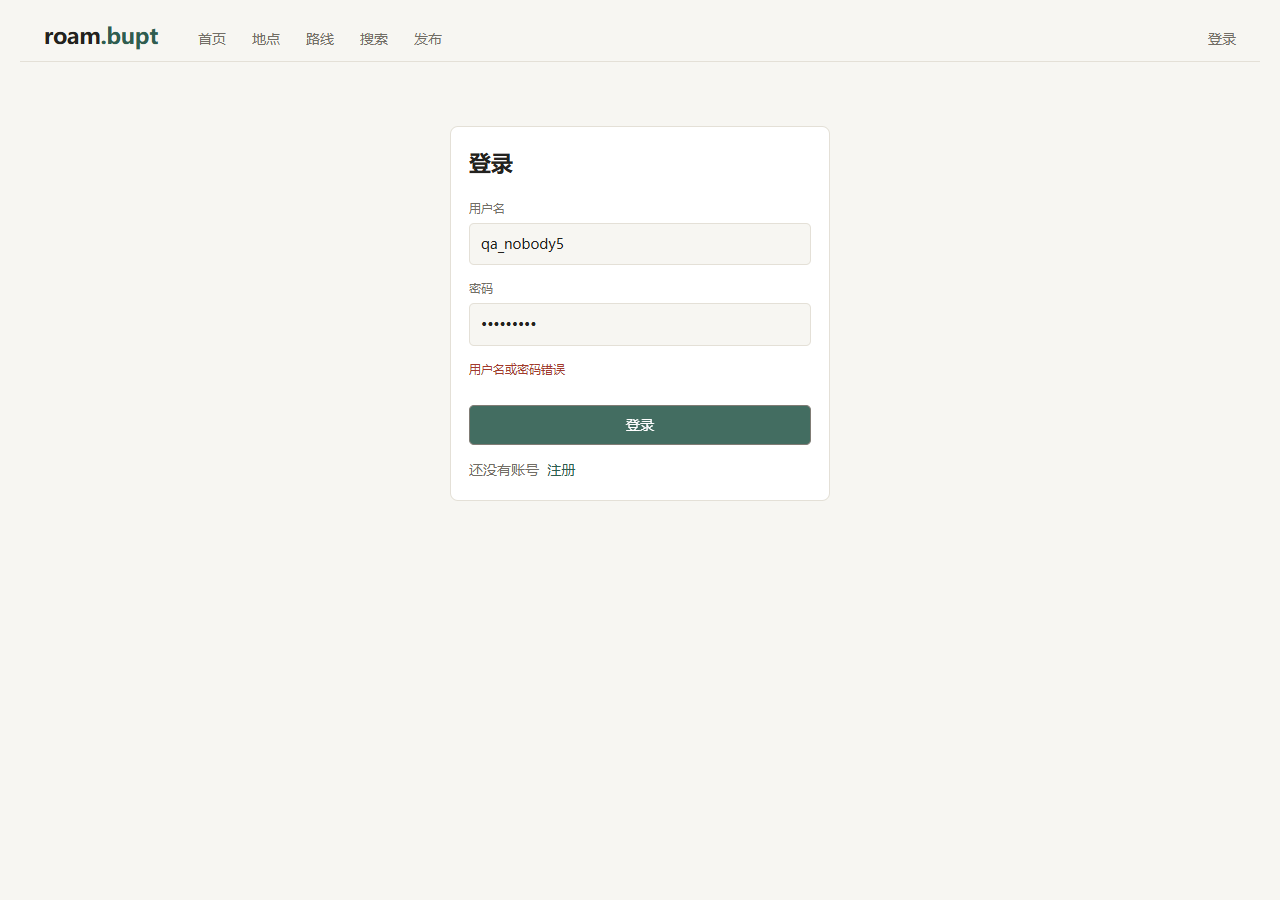 roam.bupt 首页 地点 路线 搜索 发布 登录
登录
用户名
qa_nobody5
密码
•••••••••
用户名或密码错误
登录
还没有账号 注册